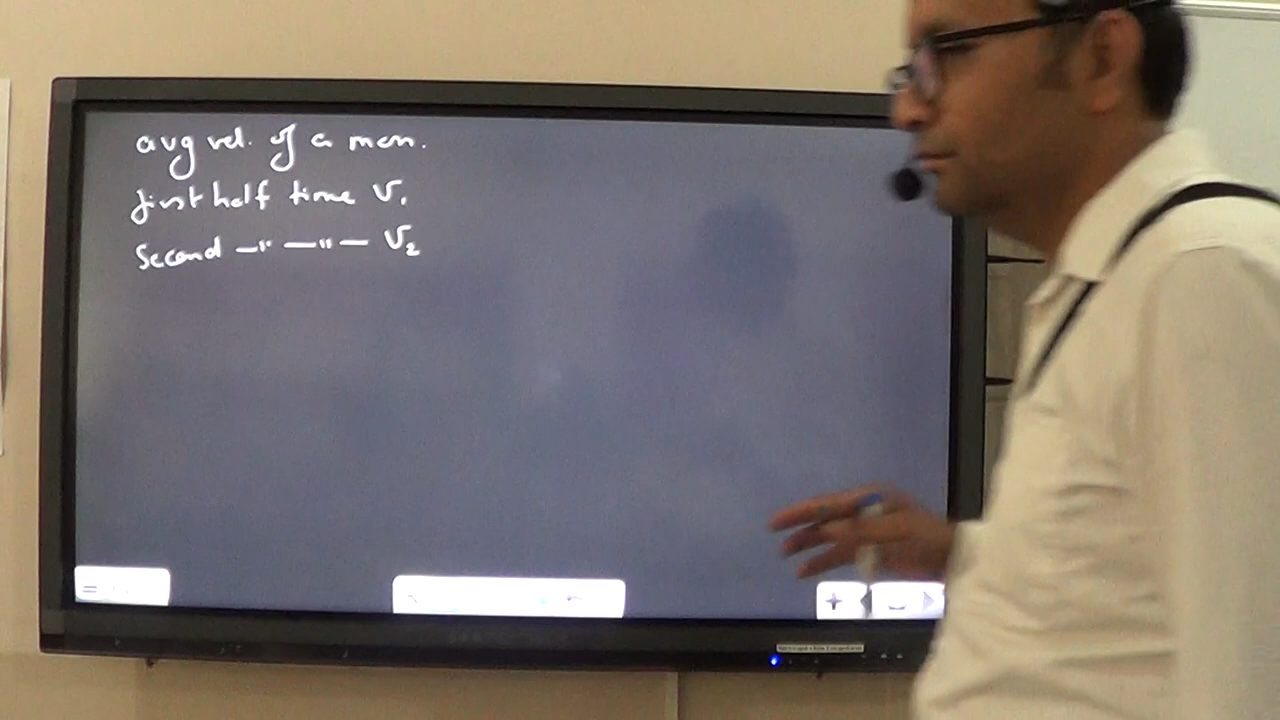 avg vel. of a man.
first half time V₁
Second —"— —"— V₂